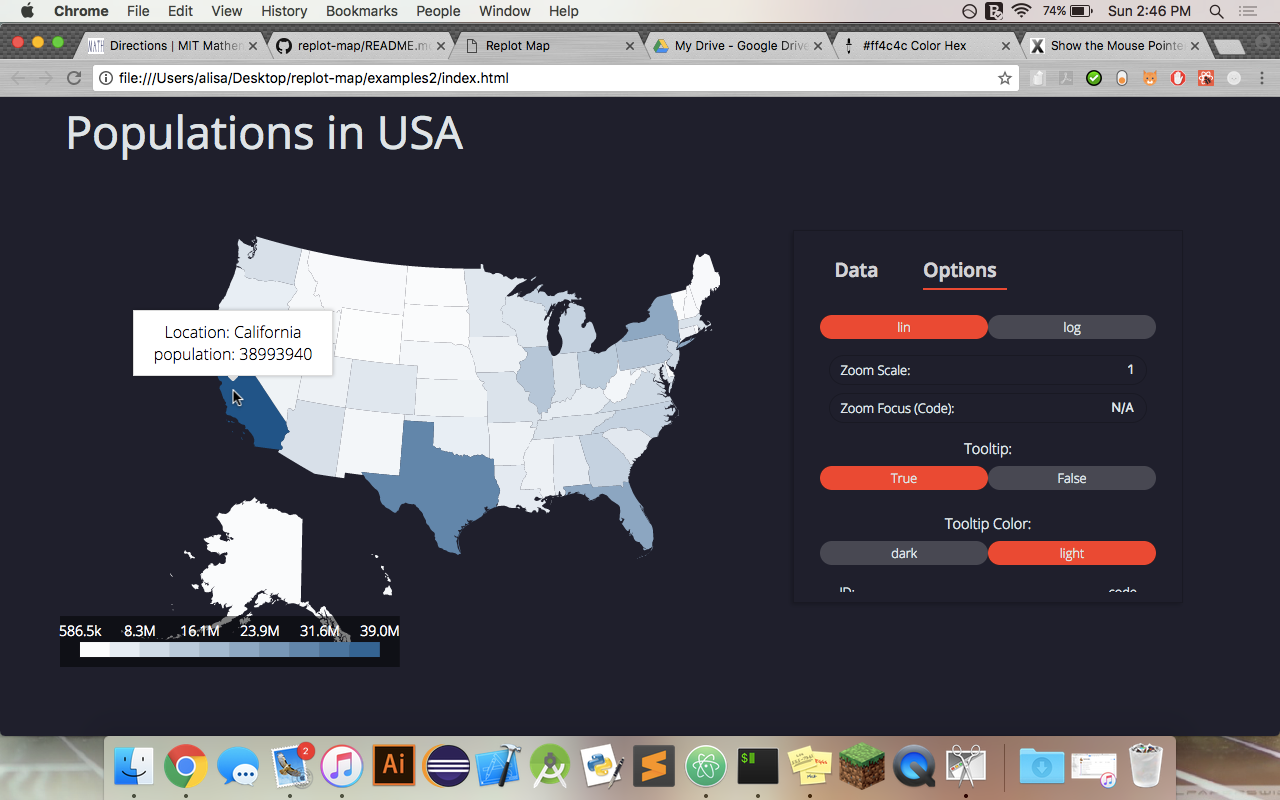 Chrome File Edit View History Bookmarks People Window Help 74% Sun 2:46 PM
Directions | MIT Mathem replot-map/README.m Replot Map My Drive - Google Drive #ff4c4c Color Hex Show the Mouse Pointe
file:///Users/alisa/Desktop/replot-map/examples2/index.html
Populations in USA
Data Options
lin log
Location: California
population: 38993940
Zoom Scale: 1
Zoom Focus (Code): N/A
Tooltip:
True False
Tooltip Color:
dark light
ID: code
586.5k 8.3M 16.1M 23.9M 31.6M 39.0M
2
Ai
$